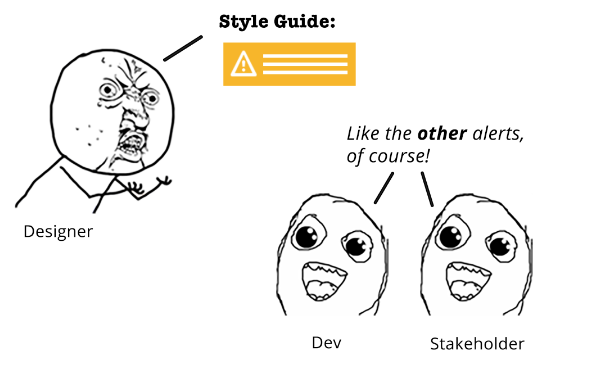 Style Guide:
Like the other alerts,
of course!
Designer
Dev
Stakeholder